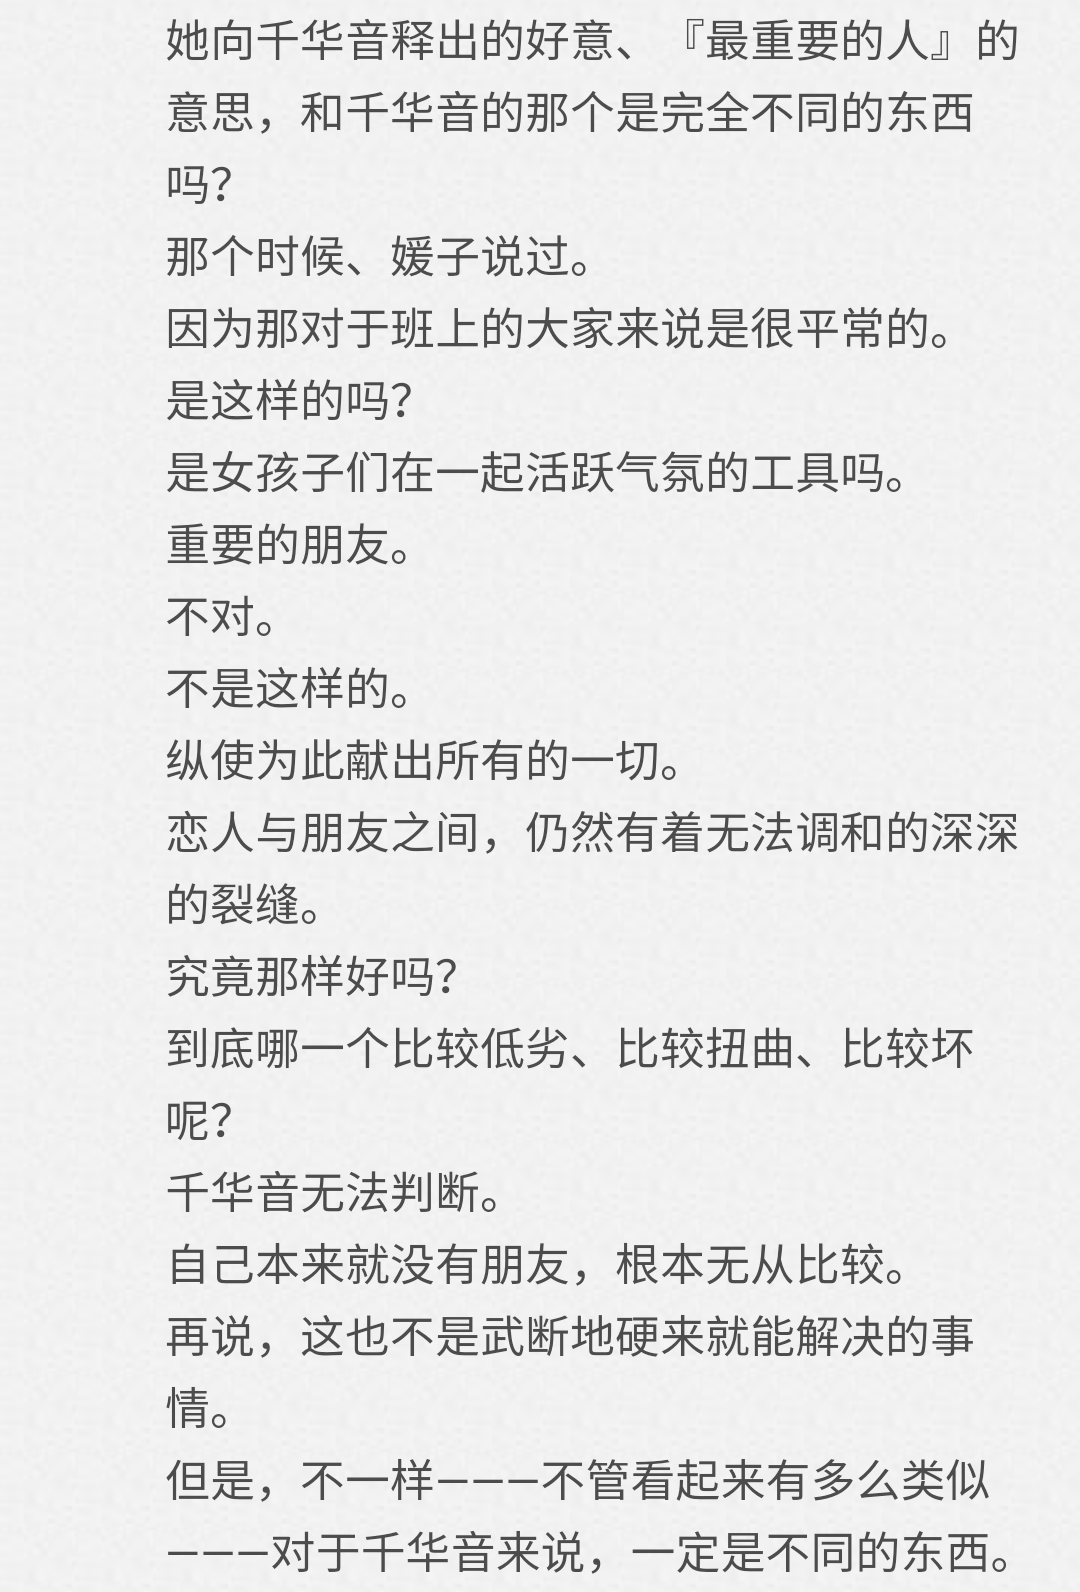 她向千华音释出的好意、『最重要的人』的
意思，和千华音的那个是完全不同的东西
吗？
那个时候、媛子说过。
因为那对于班上的大家来说是很平常的。
是这样的吗？
是女孩子们在一起活跃气氛的工具吗。
重要的朋友。
不对。
不是这样的。
纵使为此献出所有的一切。
恋人与朋友之间，仍然有着无法调和的深深
的裂缝。
究竟那样好吗？
到底哪一个比较低劣、比较扭曲、比较坏
呢？
千华音无法判断。
自己本来就没有朋友，根本无从比较。
再说，这也不是武断地硬来就能解决的事
情。
但是，不一样———不管看起来有多么类似
———对于千华音来说，一定是不同的东西。